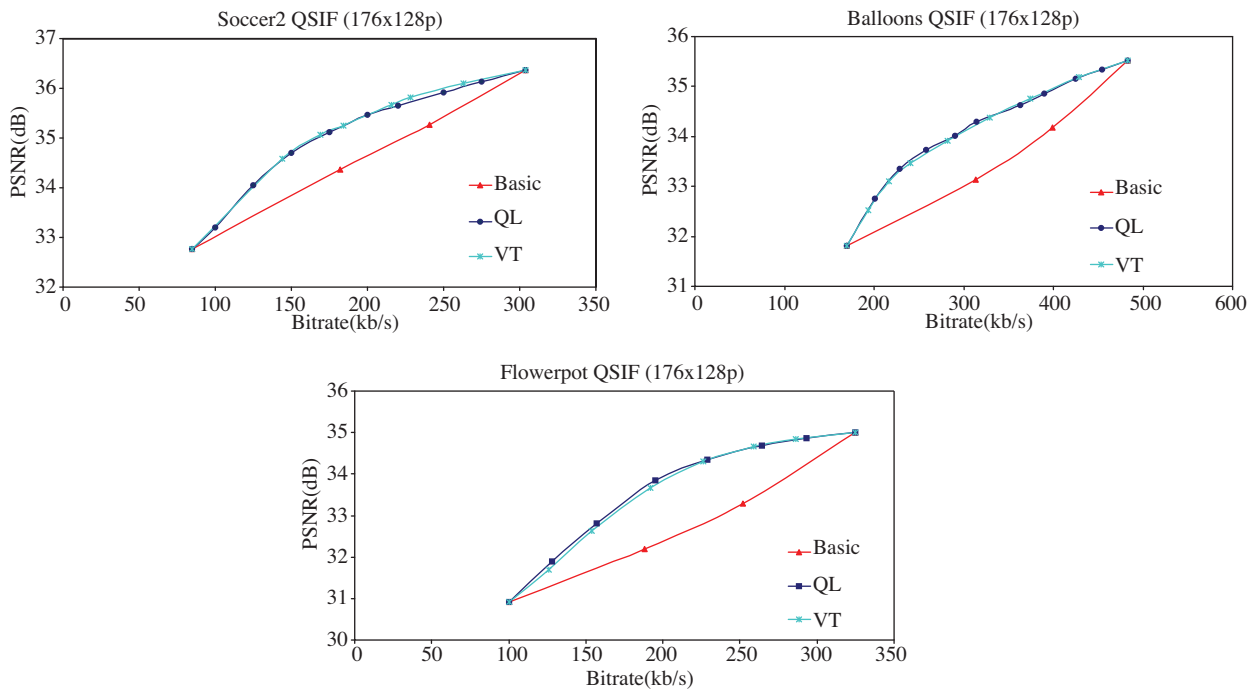 Soccer2 QSIF (176x128p)
PSNR(dB)
37
36
35
34
33
32
0 50 100 150 200 250 300 350
Bitrate(kb/s)
Basic
QL
VT
Balloons QSIF (176x128p)
PSNR(dB)
36
35
34
33
32
31
0 100 200 300 400 500 600
Bitrate(kb/s)
Basic
QL
VT
Flowerpot QSIF (176x128p)
PSNR(dB)
36
35
34
33
32
31
30
0 50 100 150 200 250 300 350
Bitrate(kb/s)
Basic
QL
VT